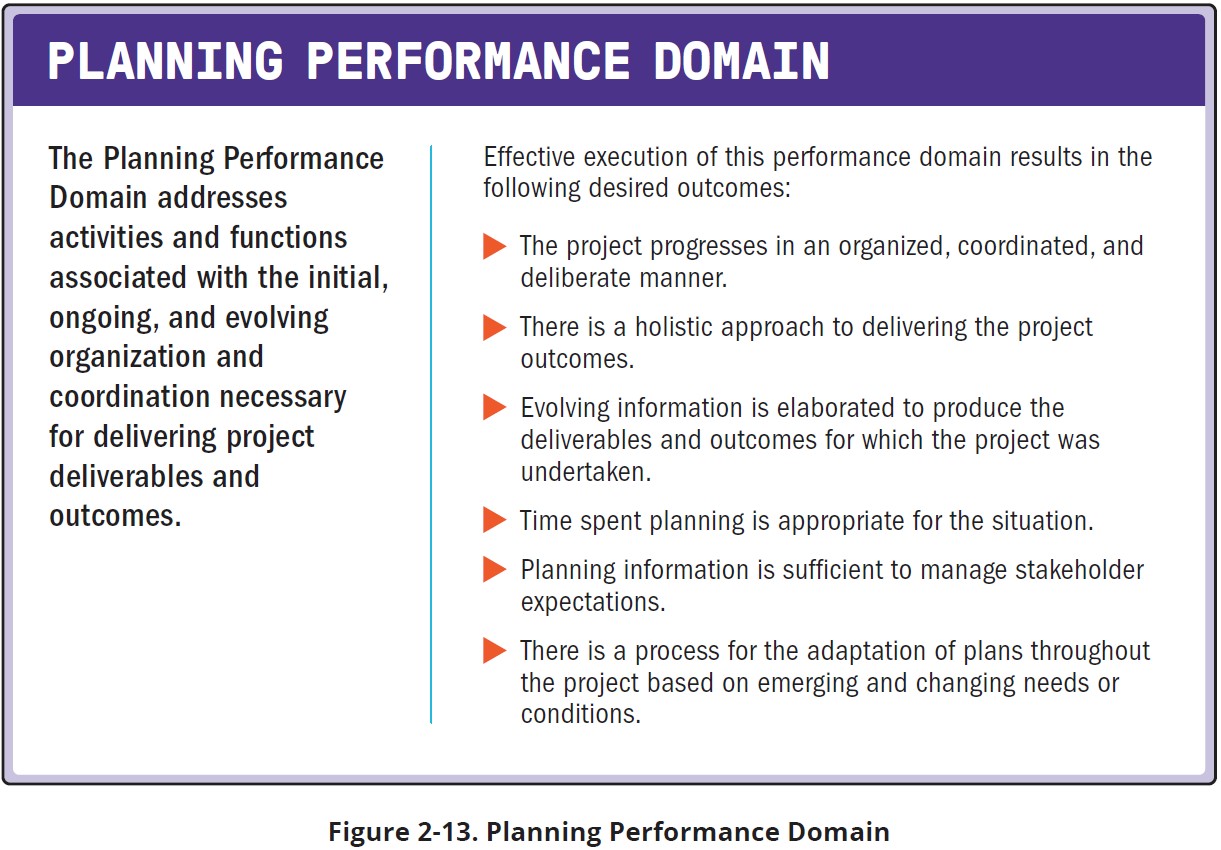 PLANNING PERFORMANCE DOMAIN
The Planning Performance
Domain addresses
activities and functions
associated with the initial,
ongoing, and evolving
organization and
coordination necessary
for delivering project
deliverables and
outcomes.
Effective execution of this performance domain results in the
following desired outcomes:
The project progresses in an organized, coordinated, and
deliberate manner.
There is a holistic approach to delivering the project
outcomes.
Evolving information is elaborated to produce the
deliverables and outcomes for which the project was
undertaken.
Time spent planning is appropriate for the situation.
Planning information is sufficient to manage stakeholder
expectations.
There is a process for the adaptation of plans throughout
the project based on emerging and changing needs or
conditions.
Figure 2-13. Planning Performance Domain